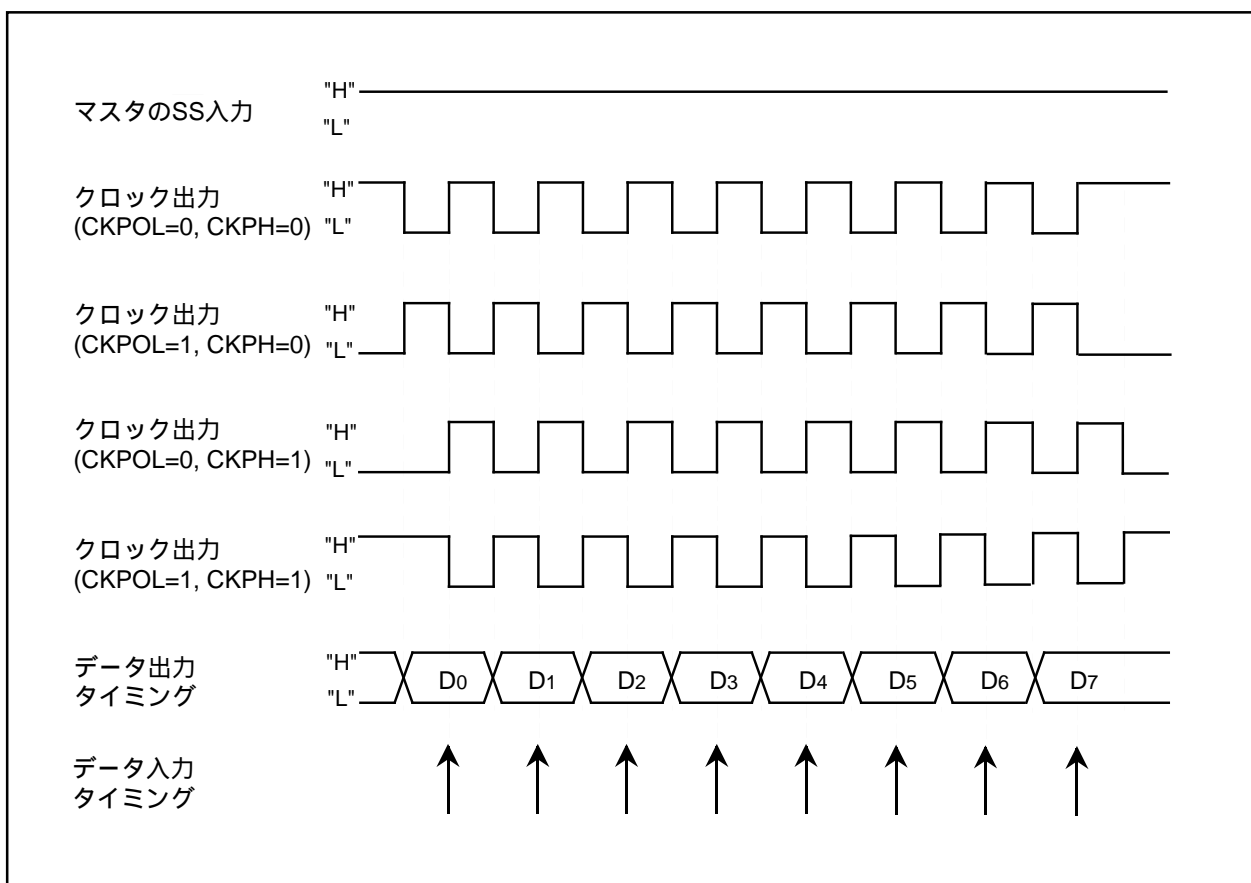 マスタのSS入力
"H"
"L"
クロック出力
(CKPOL=0, CKPH=0)
"H"
"L"
クロック出力
(CKPOL=1, CKPH=0)
"H"
"L"
クロック出力
(CKPOL=0, CKPH=1)
"H"
"L"
クロック出力
(CKPOL=1, CKPH=1)
"H"
"L"
データ出力
タイミング
"H"
"L"
D0 D1 D2 D3 D4 D5 D6 D7
データ入力
タイミング